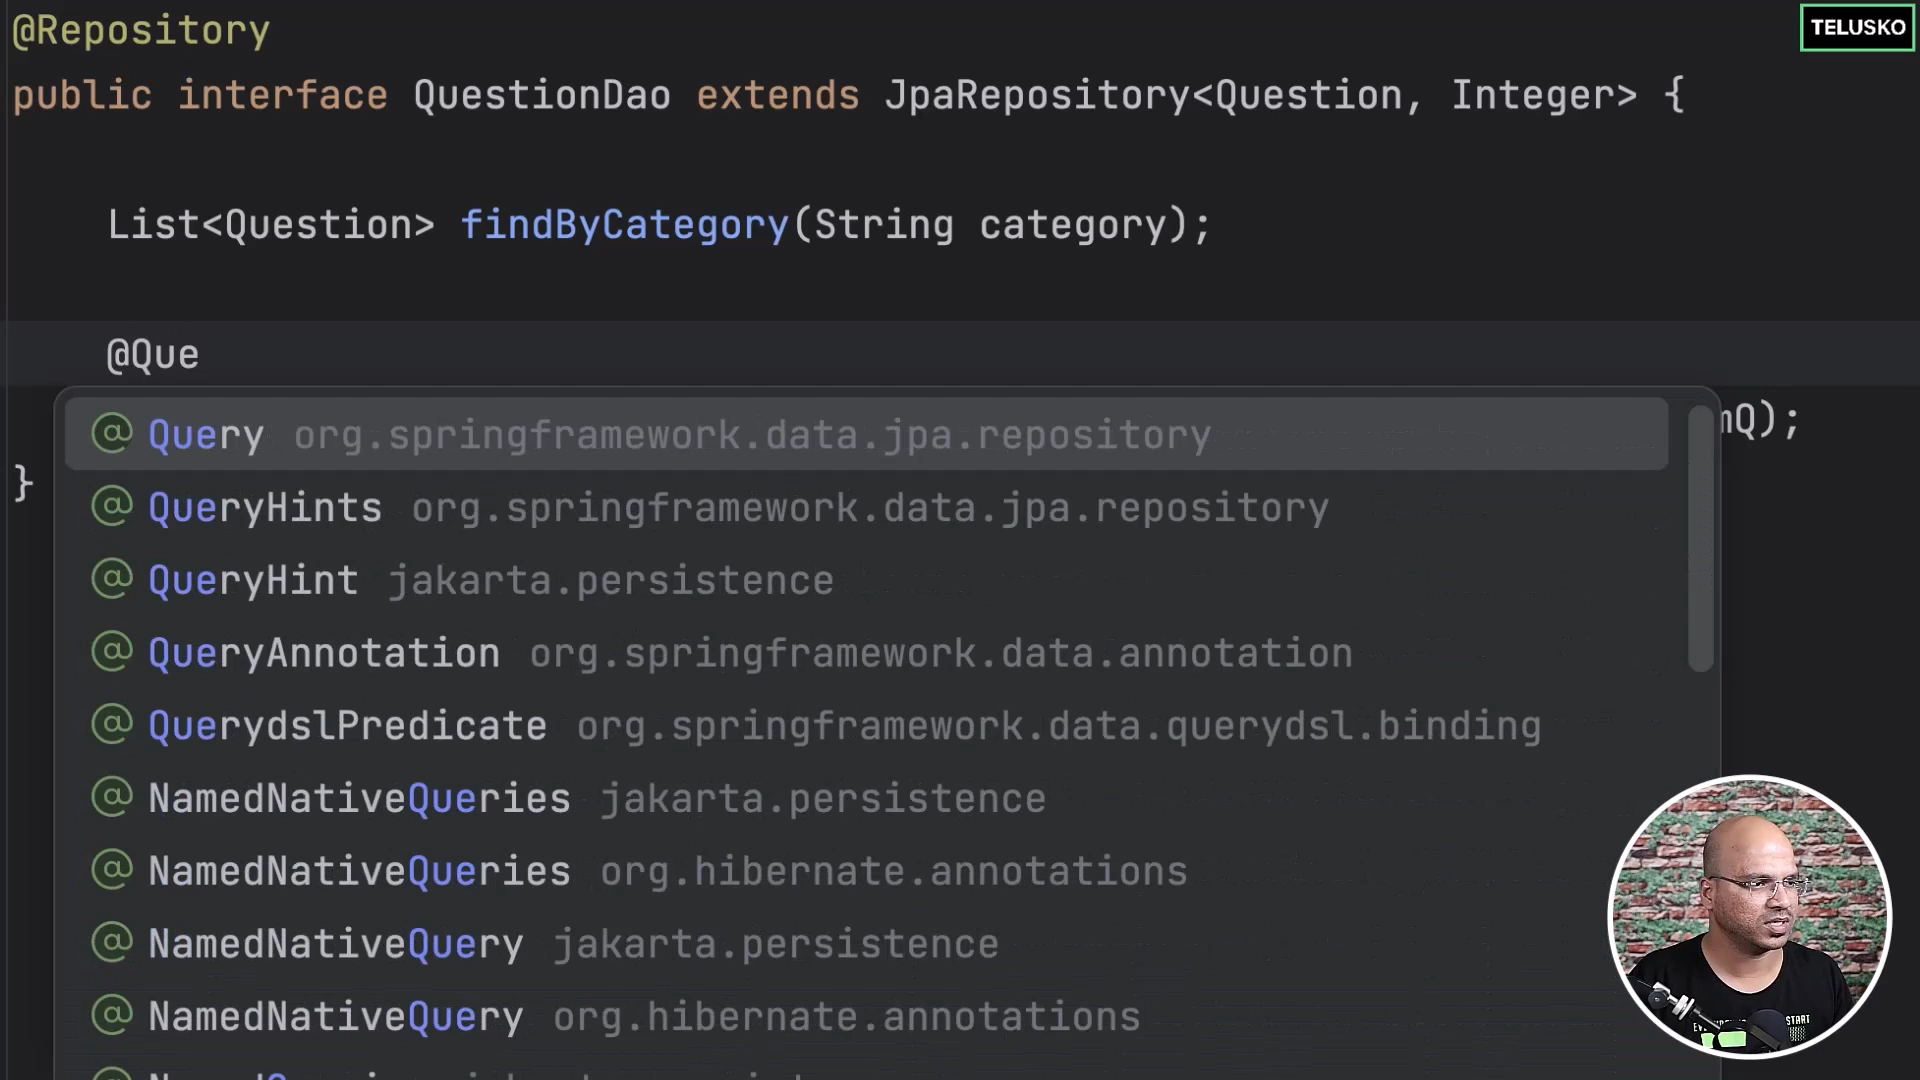 @Repository
TELUSKO
public interface QuestionDao extends JpaRepository<Question, Integer> {
List<Question> findByCategory(String category);
@Que
Q);
@ Query org.springframework.data.jpa.repository
}
@ QueryHints org.springframework.data.jpa.repository
@ QueryHint jakarta.persistence
@ QueryAnnotation org.springframework.data.annotation
@ QuerydslPredicate org.springframework.data.querydsl.binding
@ NamedNativeQueries jakarta.persistence
@ NamedNativeQueries org.hibernate.annotations
@ NamedNativeQuery jakarta.persistence
@ NamedNativeQuery org.hibernate.annotations
START